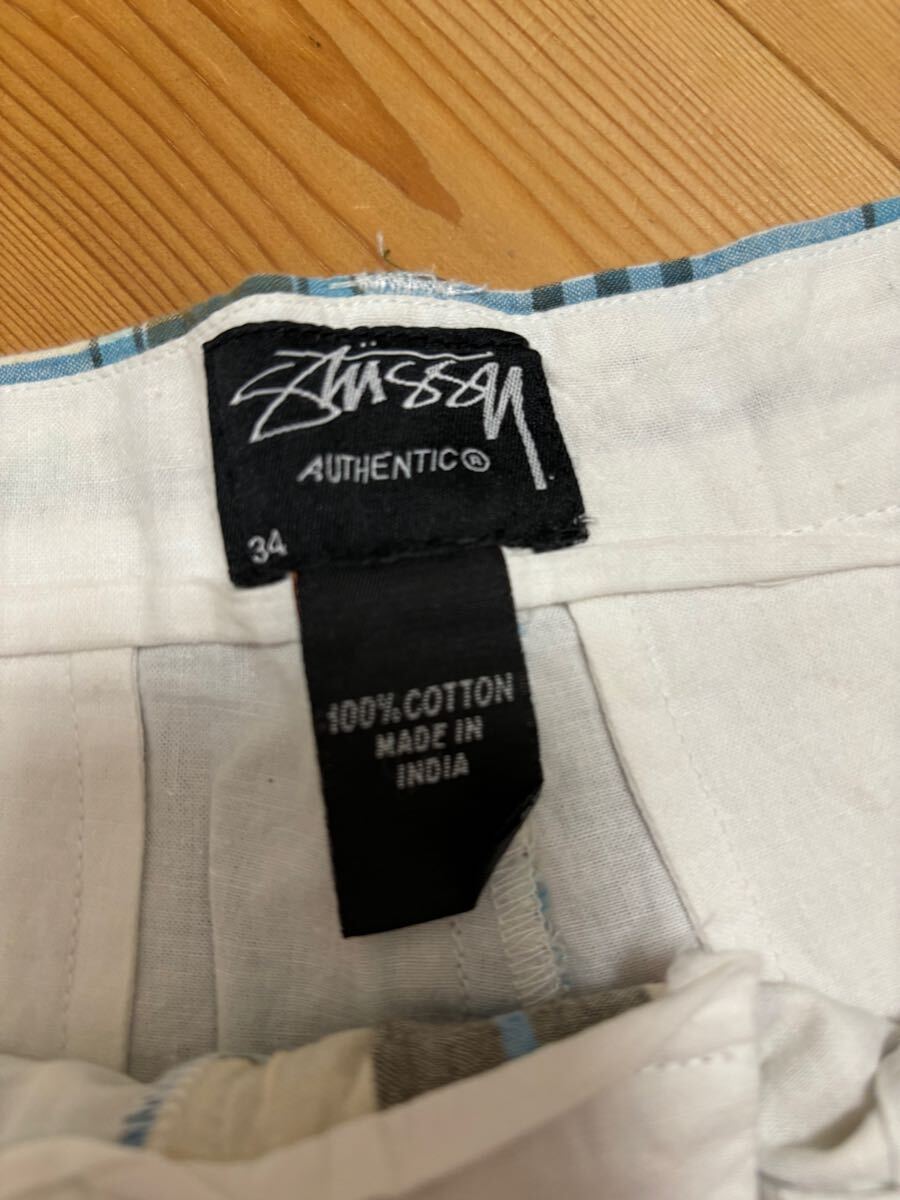 Stüssy
AUTHENTIC®
34
100% COTTON
MADE IN
INDIA